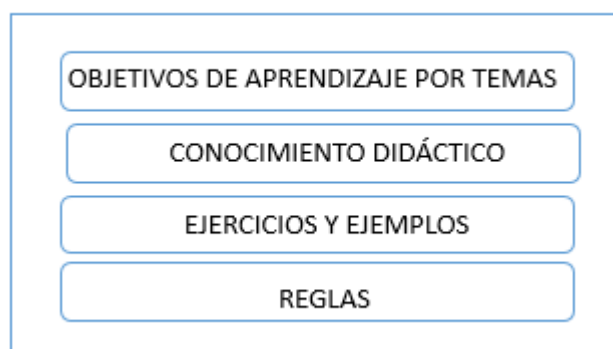 OBJETIVOS DE APRENDIZAJE POR TEMAS
CONOCIMIENTO DIDÁCTICO
EJERCICIOS Y EJEMPLOS
REGLAS